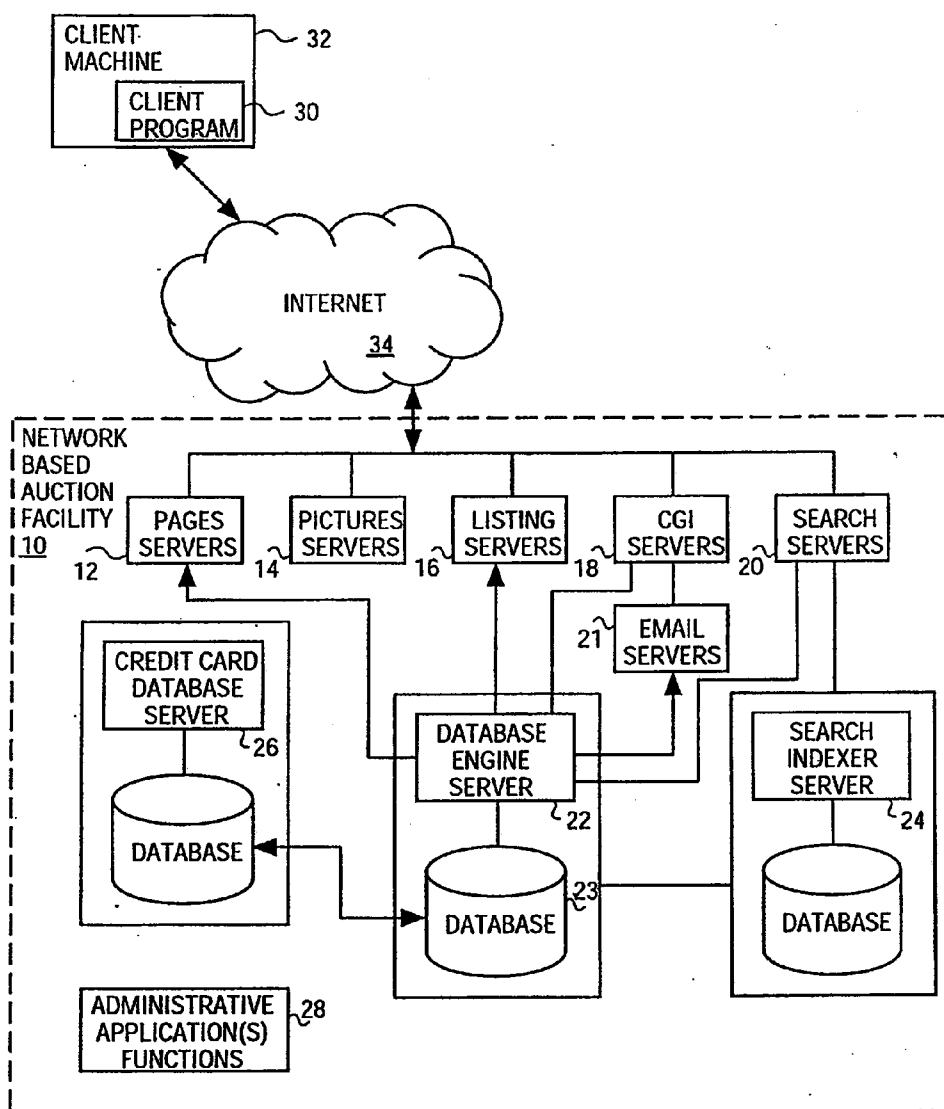 CLIENT
MACHINE
32
CLIENT
PROGRAM
30
INTERNET
34
NETWORK
BASED
AUCTION
FACILITY
10
PAGES
SERVERS
12
PICTURES
SERVERS
14
LISTING
SERVERS
16
CGI
SERVERS
18
SEARCH
SERVERS
20
21
EMAIL
SERVERS
CREDIT CARD
DATABASE
SERVER
26
DATABASE
DATABASE
ENGINE
SERVER
22
23
DATABASE
SEARCH
INDEXER
SERVER
24
DATABASE
ADMINISTRATIVE
APPLICATION(S)
FUNCTIONS
28